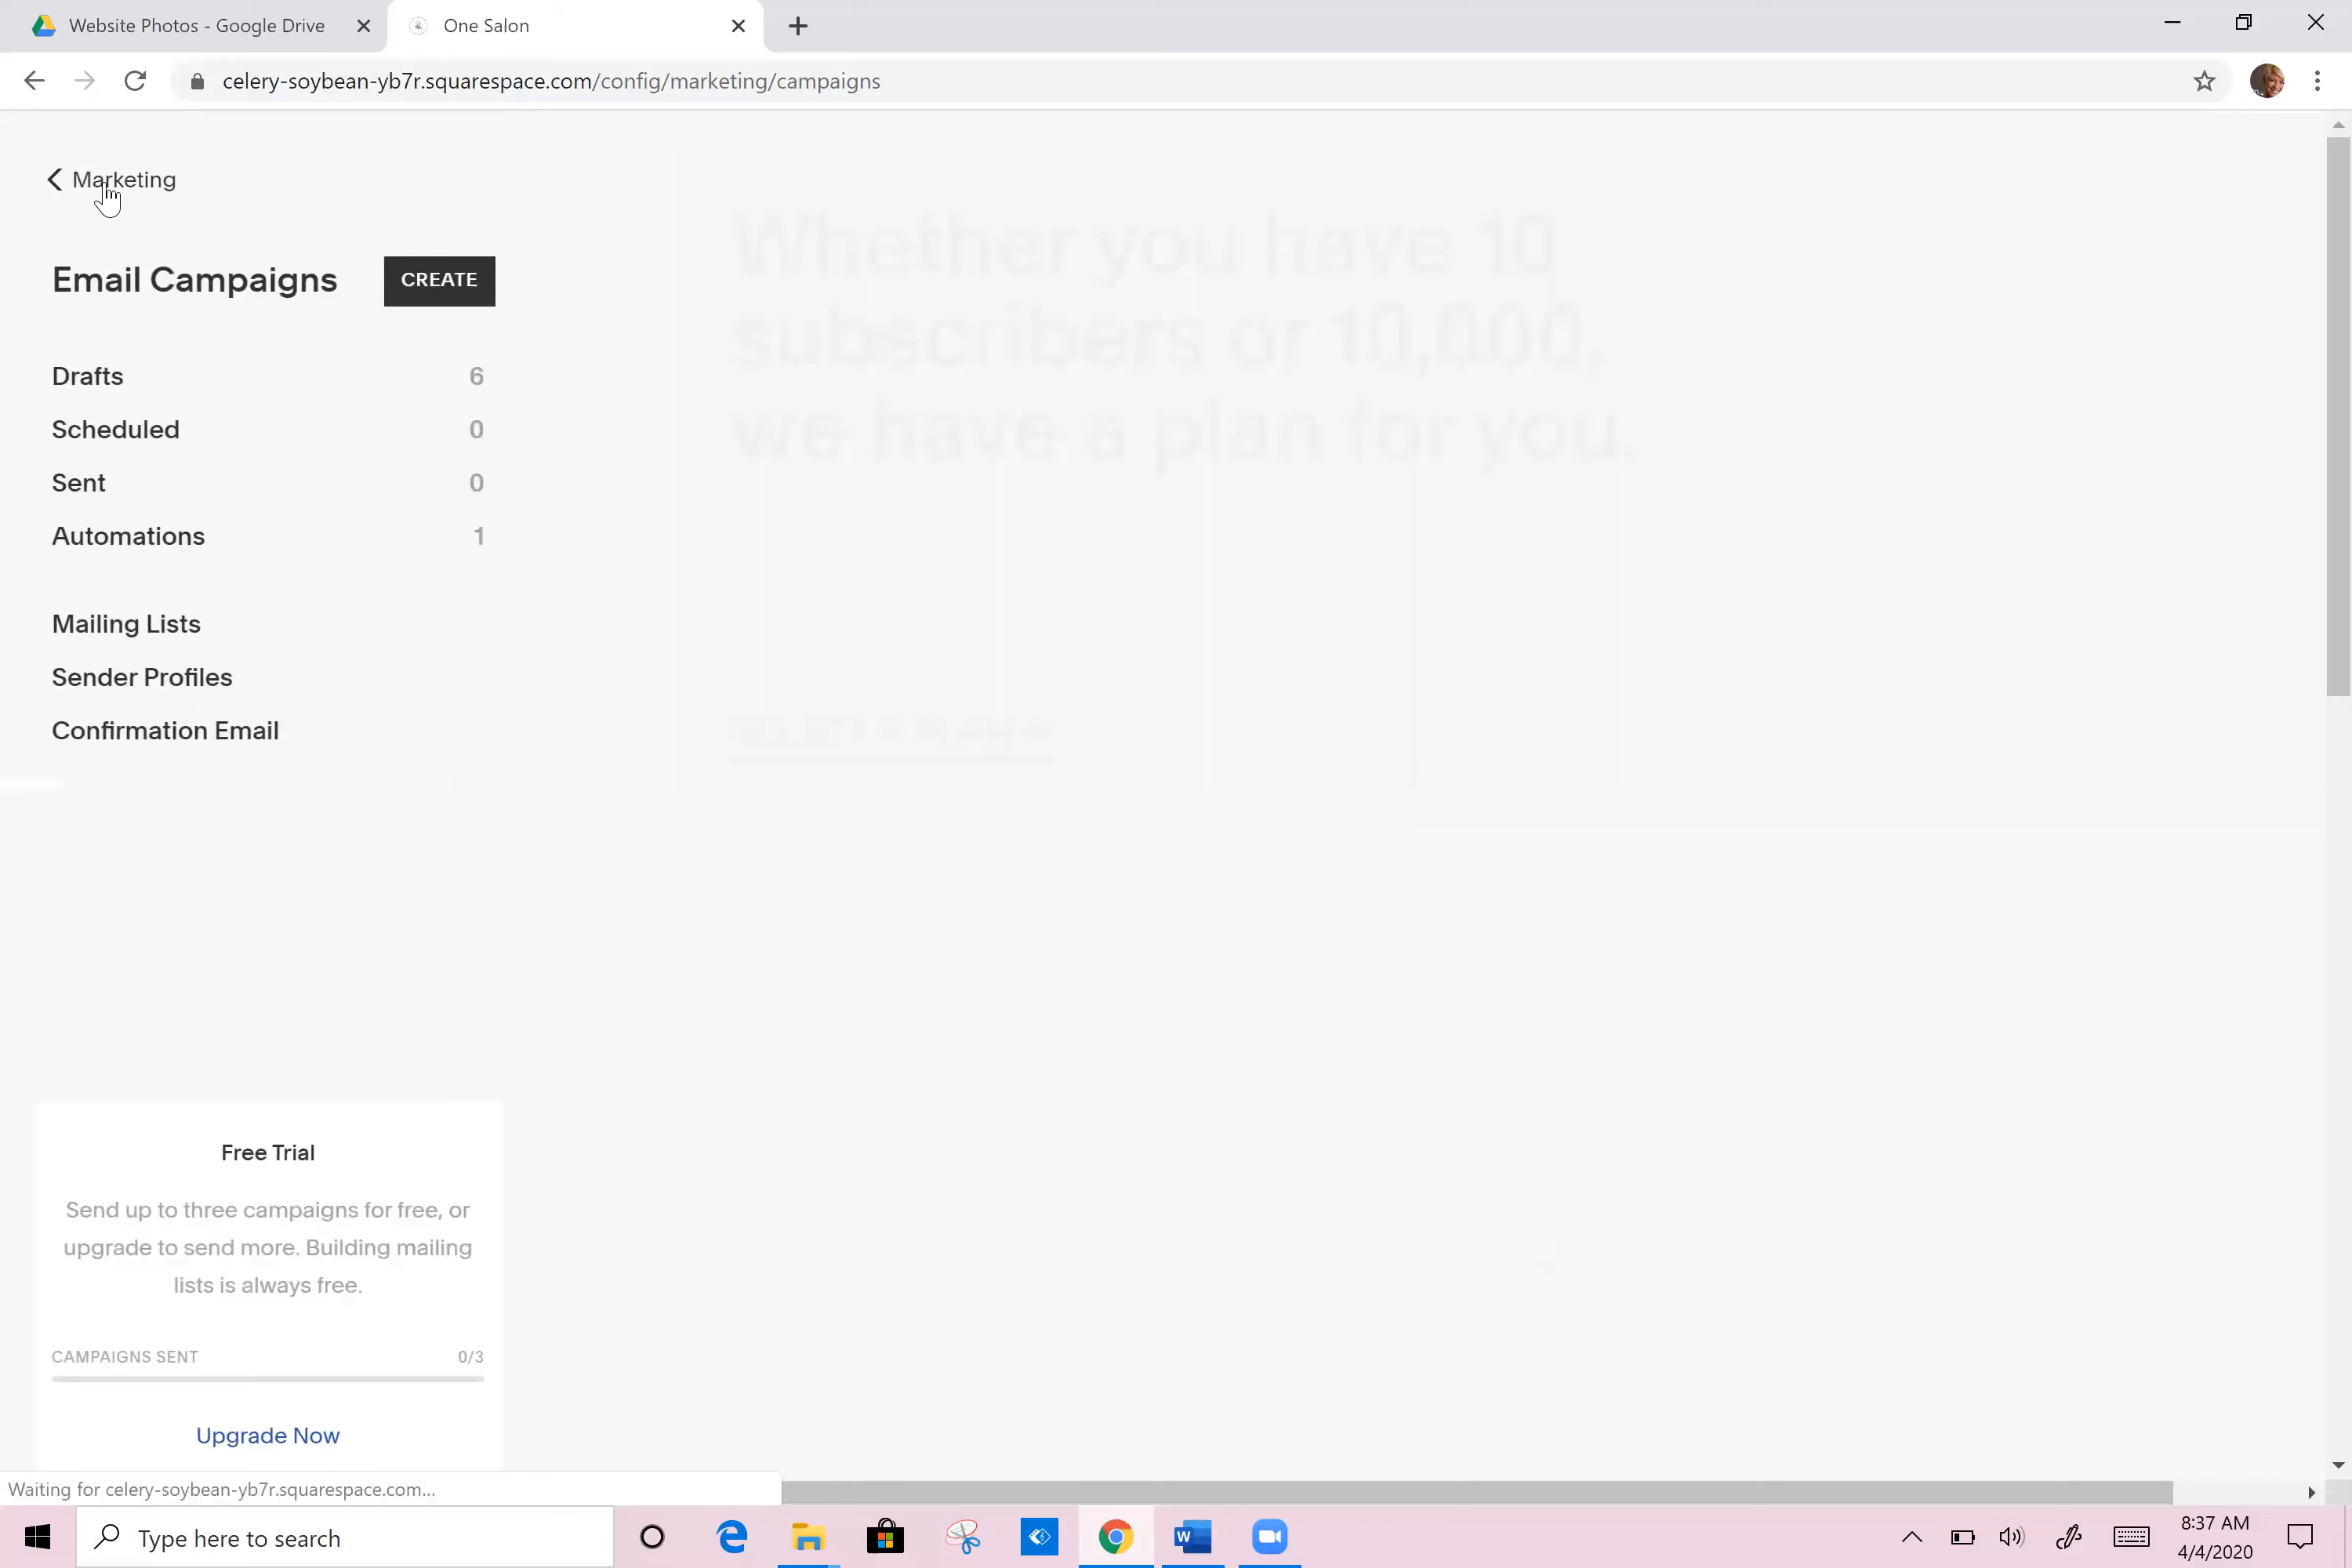 Website Photos - Google Drive
One Salon
celery-soybean-yb7r.squarespace.com/config/marketing/campaigns
Marketing
Email Campaigns
CREATE
Drafts 6
Scheduled 0
Sent 0
Automations 1
Mailing Lists
Sender Profiles
Confirmation Email
Whether you have 10
subscribers or 10,000,
we have a plan for you.
SELECT A PLAN
Free Trial
Send up to three campaigns for free, or
upgrade to send more. Building mailing
lists is always free.
CAMPAIGNS SENT 0/3
Upgrade Now
Waiting for celery-soybean-yb7r.squarespace.com...
Type here to search
8:37 AM
4/4/2020